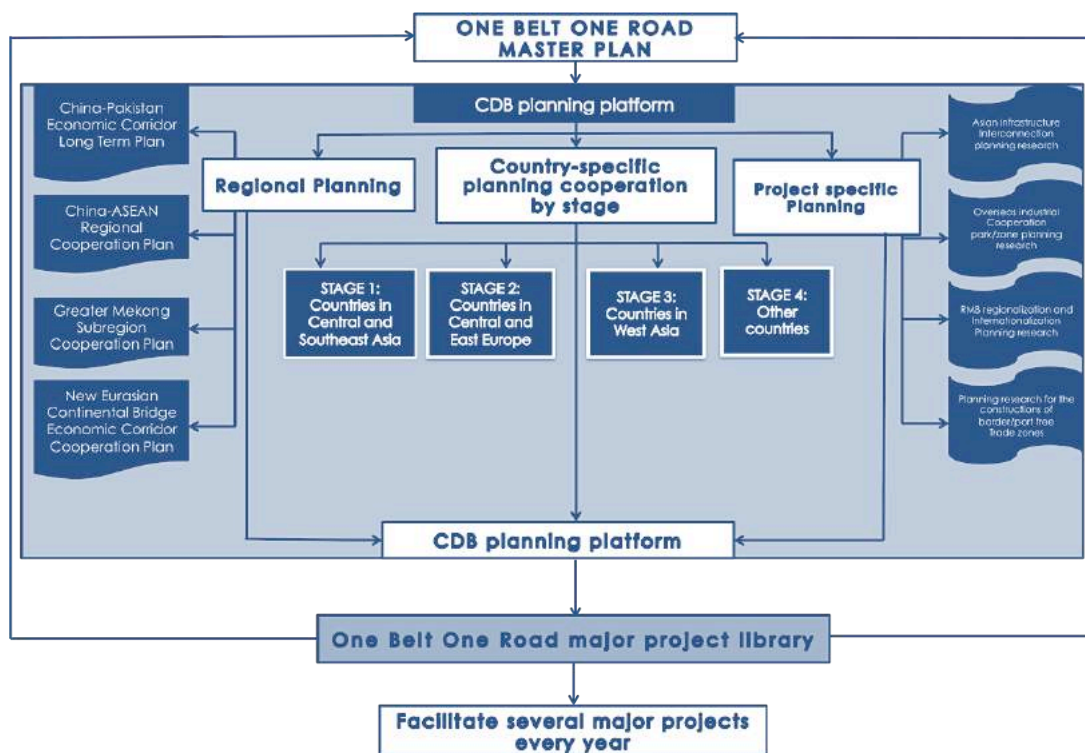 ONE BELT ONE ROAD
MASTER PLAN
CDB planning platform
China-Pakistan
Economic Corridor
Long Term Plan
China-ASEAN
Regional
Cooperation Plan
Greater Mekong
Subregion
Cooperation Plan
New Eurasian
Continental Bridge
Economic Corridor
Cooperation Plan
Regional Planning
Country-specific
planning cooperation
by stage
Project specific
Planning
STAGE 1:
Countries in
Central and
Southeast Asia
STAGE 2:
Countries in
Central and
East Europe
STAGE 3:
Countries in
West Asia
STAGE 4:
Other
countries
Asian infrastructure
Interconnection
planning research
Overseas industrial
Cooperation
park/zone planning
research
RMB regionalization and
Internationalization
Planning research
Planning research for the
constructions of
border/port free
Trade zones
CDB planning platform
One Belt One Road major project library
Facilitate several major projects
every year